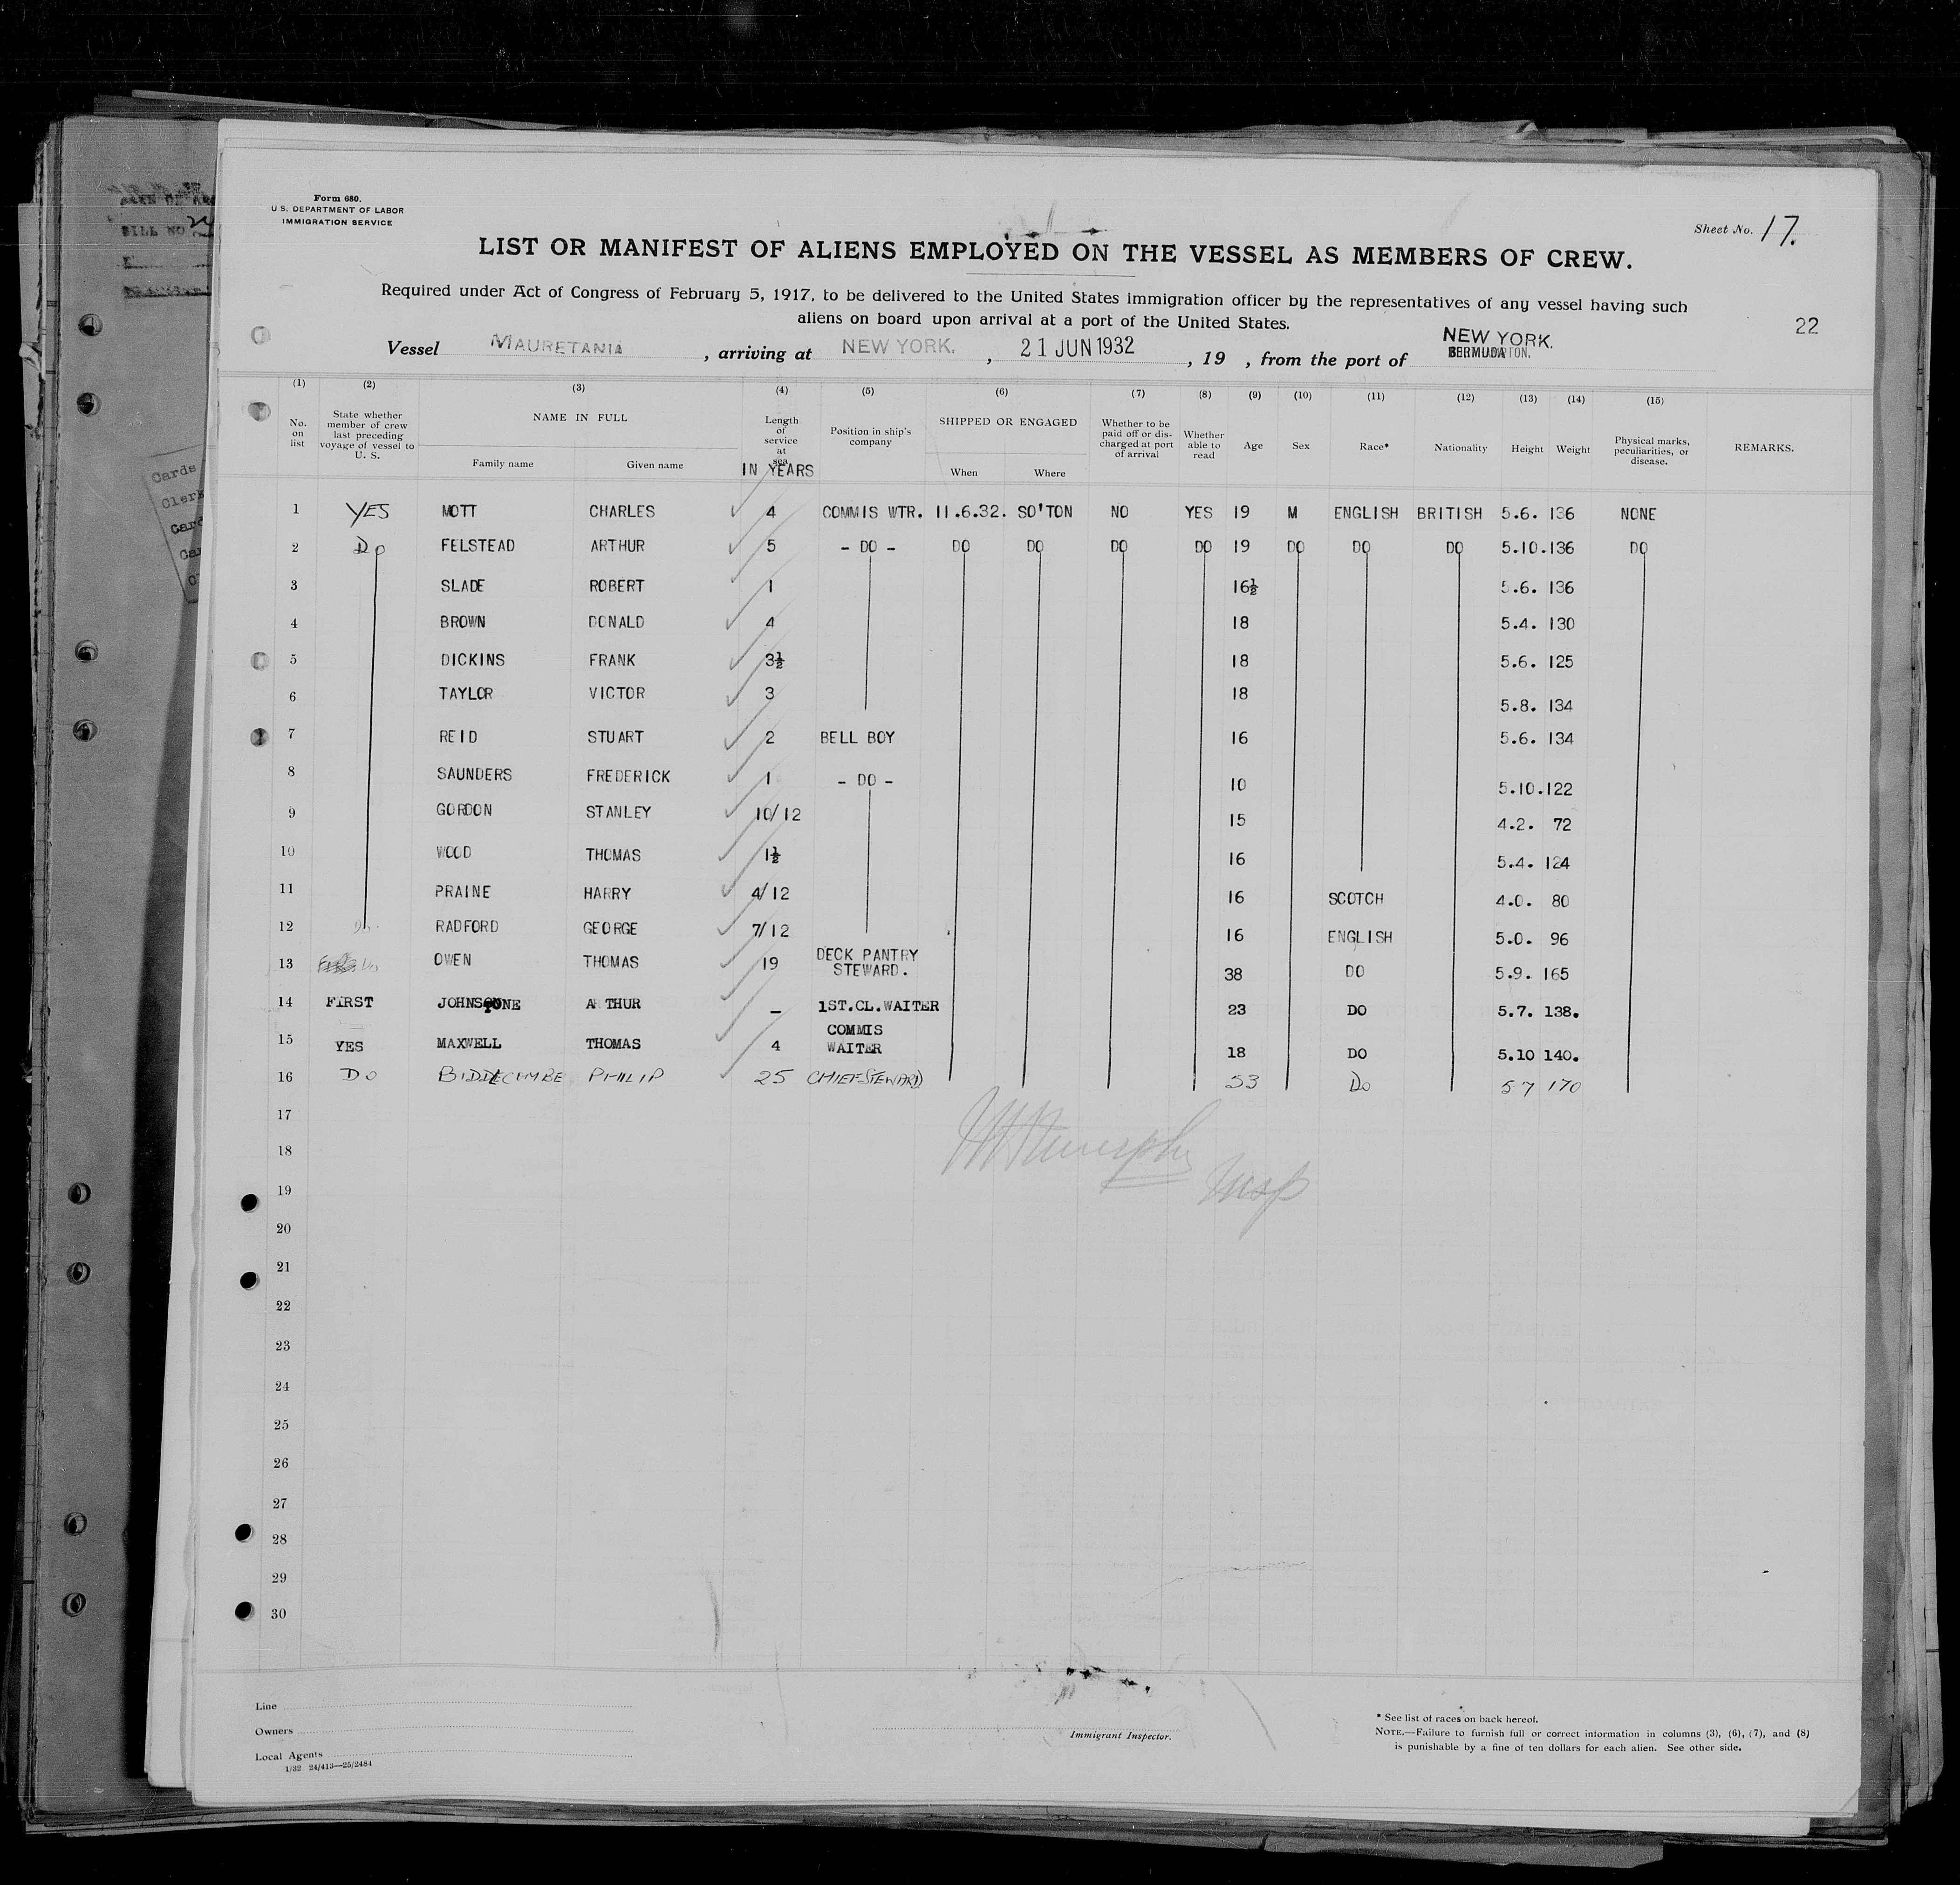 Form 680.
U. S. DEPARTMENT OF LABOR
IMMIGRATION SERVICE
Sheet No. 17.
LIST OR MANIFEST OF ALIENS EMPLOYED ON THE VESSEL AS MEMBERS OF CREW.
Required under Act of Congress of February 5, 1917, to be delivered to the United States immigration officer by the representatives of any vessel having such
aliens on board upon arrival at a port of the United States.
22
Vessel MAURETANIA, arriving at NEW YORK., 21 JUN 1932, 19 , from the port of NEW YORK.
BERMUDA
(1) (2) (3) (4) (5) (6) (7) (8) (9) (10) (11) (12) (13) (14) (15)
No. on list State whether member of crew last preceding voyage of vessel to U. S. NAME IN FULL Family name Given name Length of service at sea IN YEARS Position in ship's company SHIPPED OR ENGAGED When Where Whether to be paid off or discharged at port of arrival Whether able to read Age Sex Race* Nationality Height Weight Physical marks, peculiarities, or disease. REMARKS.
1 YES MOTT CHARLES 4 COMMIS WTR. 11.6.32. SO'TON NO YES 19 M ENGLISH BRITISH 5.6. 136 NONE
2 Do FELSTEAD ARTHUR 5 - DO - DO DO DO DO 19 DO DO DO 5.10. 136 DO
3 SLADE ROBERT 1 16½ 5.6. 136
4 BROWN DONALD 4 18 5.4. 130
5 DICKINS FRANK 3½ 18 5.6. 125
6 TAYLOR VICTOR 3 18 5.8. 134
7 REID STUART 2 BELL BOY 16 5.6. 134
8 SAUNDERS FREDERICK 1 - DO - 10 5.10. 122
9 GORDON STANLEY 10/12 15 4.2. 72
10 WOOD THOMAS 1½ 16 5.4. 124
11 PRAINE HARRY 4/12 16 SCOTCH 4.0. 80
12 RADFORD GEORGE 7/12 16 ENGLISH 5.0. 96
13 OWEN THOMAS 19 DECK PANTRY STEWARD. 38 DO 5.9. 165
14 FIRST JOHNSTONE ARTHUR - 1ST.CL.WAITER 23 DO 5.7. 138.
15 YES MAXWELL THOMAS 4 COMMIS WAITER 18 DO 5.10 140.
16 DO BIDDECOMBE PHILIP 25 CHIEF STEWARD 53 Do 5 7 170
17
18
19
20
21
22
23
24
25
26
27
28
29
30
Murphy
Insp
Line
Owners
Local Agents
1/32 24/413—25/2484
Immigrant Inspector.
* See list of races on back hereof.
NOTE.—Failure to furnish full or correct information in columns (3), (6), (7), and (8)
is punishable by a fine of ten dollars for each alien. See other side.